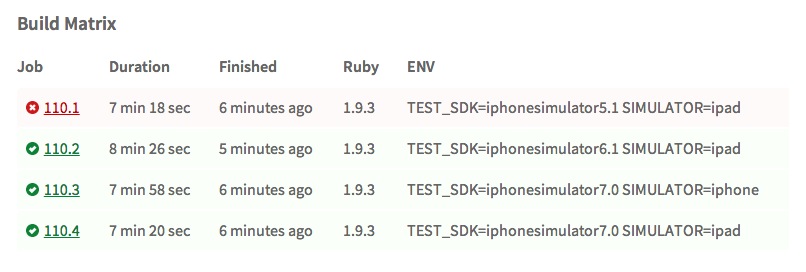 Build Matrix
Job Duration Finished Ruby ENV
110.1 7 min 18 sec 6 minutes ago 1.9.3 TEST_SDK=iphonesimulator5.1 SIMULATOR=ipad
110.2 8 min 26 sec 5 minutes ago 1.9.3 TEST_SDK=iphonesimulator6.1 SIMULATOR=ipad
110.3 7 min 58 sec 6 minutes ago 1.9.3 TEST_SDK=iphonesimulator7.0 SIMULATOR=iphone
110.4 7 min 20 sec 6 minutes ago 1.9.3 TEST_SDK=iphonesimulator7.0 SIMULATOR=ipad